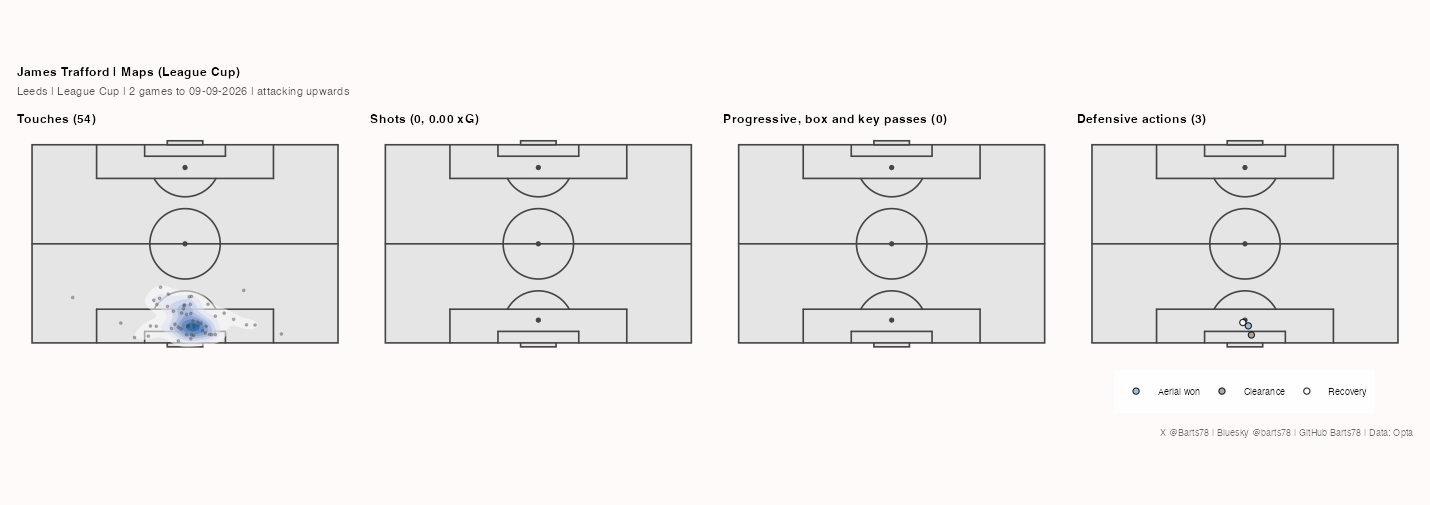 James Trafford | Maps (League Cup)
Leeds | League Cup | 2 games to 09-09-2026 | attacking upwards
Touches (54)
Shots (0, 0.00 xG)
Progressive, box and key passes (0)
Defensive actions (3)
Aerial won
Clearance
Recovery
X @Barts78 | Bluesky @barts78 | GitHub Barts78 | Data: Opta